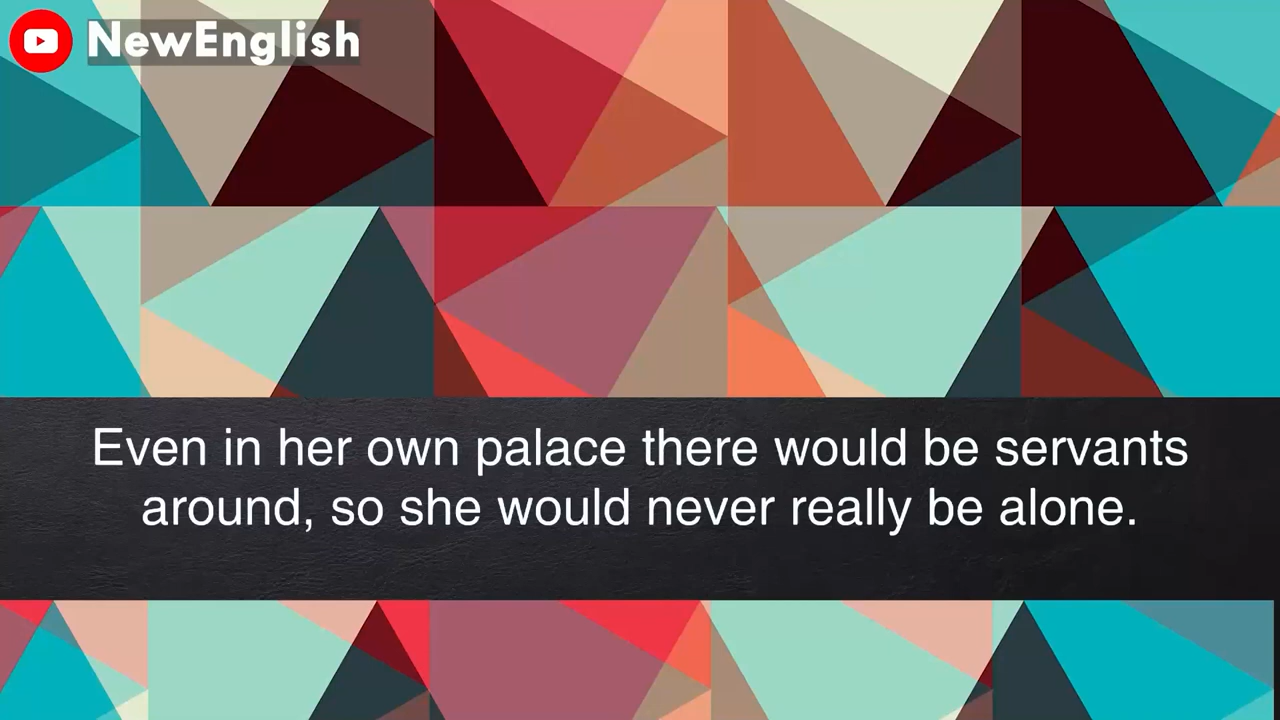 NewEnglish
Even in her own palace there would be servants
around, so she would never really be alone.